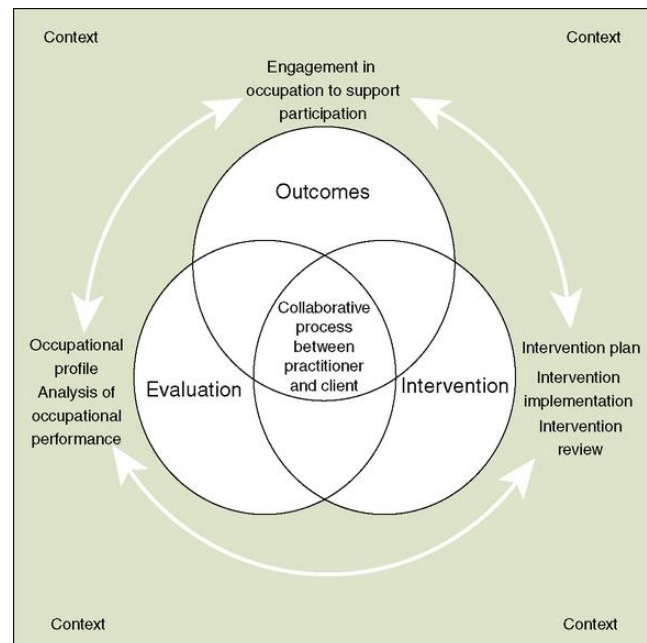 Context
Context
Engagement in
occupation to support
participation
Outcomes
Collaborative
process
between
practitioner
and client
Occupational
profile
Analysis of
occupational
performance
Evaluation
Intervention
Intervention plan
Intervention
implementation
Intervention
review
Context
Context